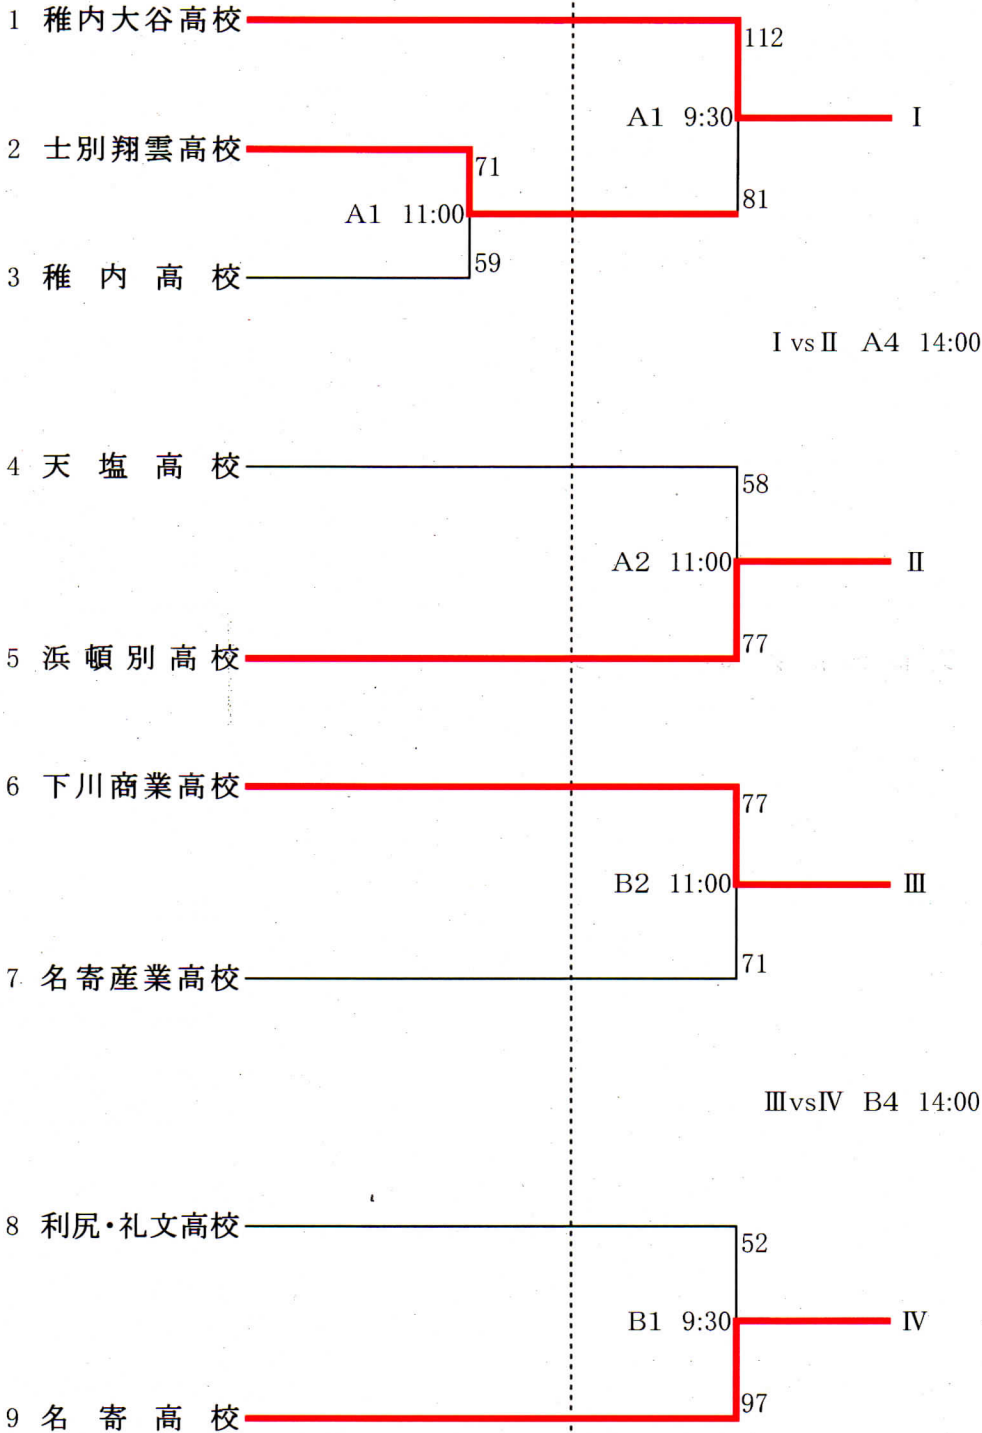 1 稚内大谷高校
112
A1 9:30
Ⅰ
2 士別翔雲高校
71
A1 11:00
81
59
3 稚内高校
Ⅰ vs Ⅱ A4 14:00
4 天塩高校
58
A2 11:00
Ⅱ
77
5 浜頓別高校
6 下川商業高校
77
B2 11:00
Ⅲ
71
7 名寄産業高校
Ⅲ vs Ⅳ B4 14:00
8 利尻・礼文高校
52
B1 9:30
Ⅳ
97
9 名寄高校